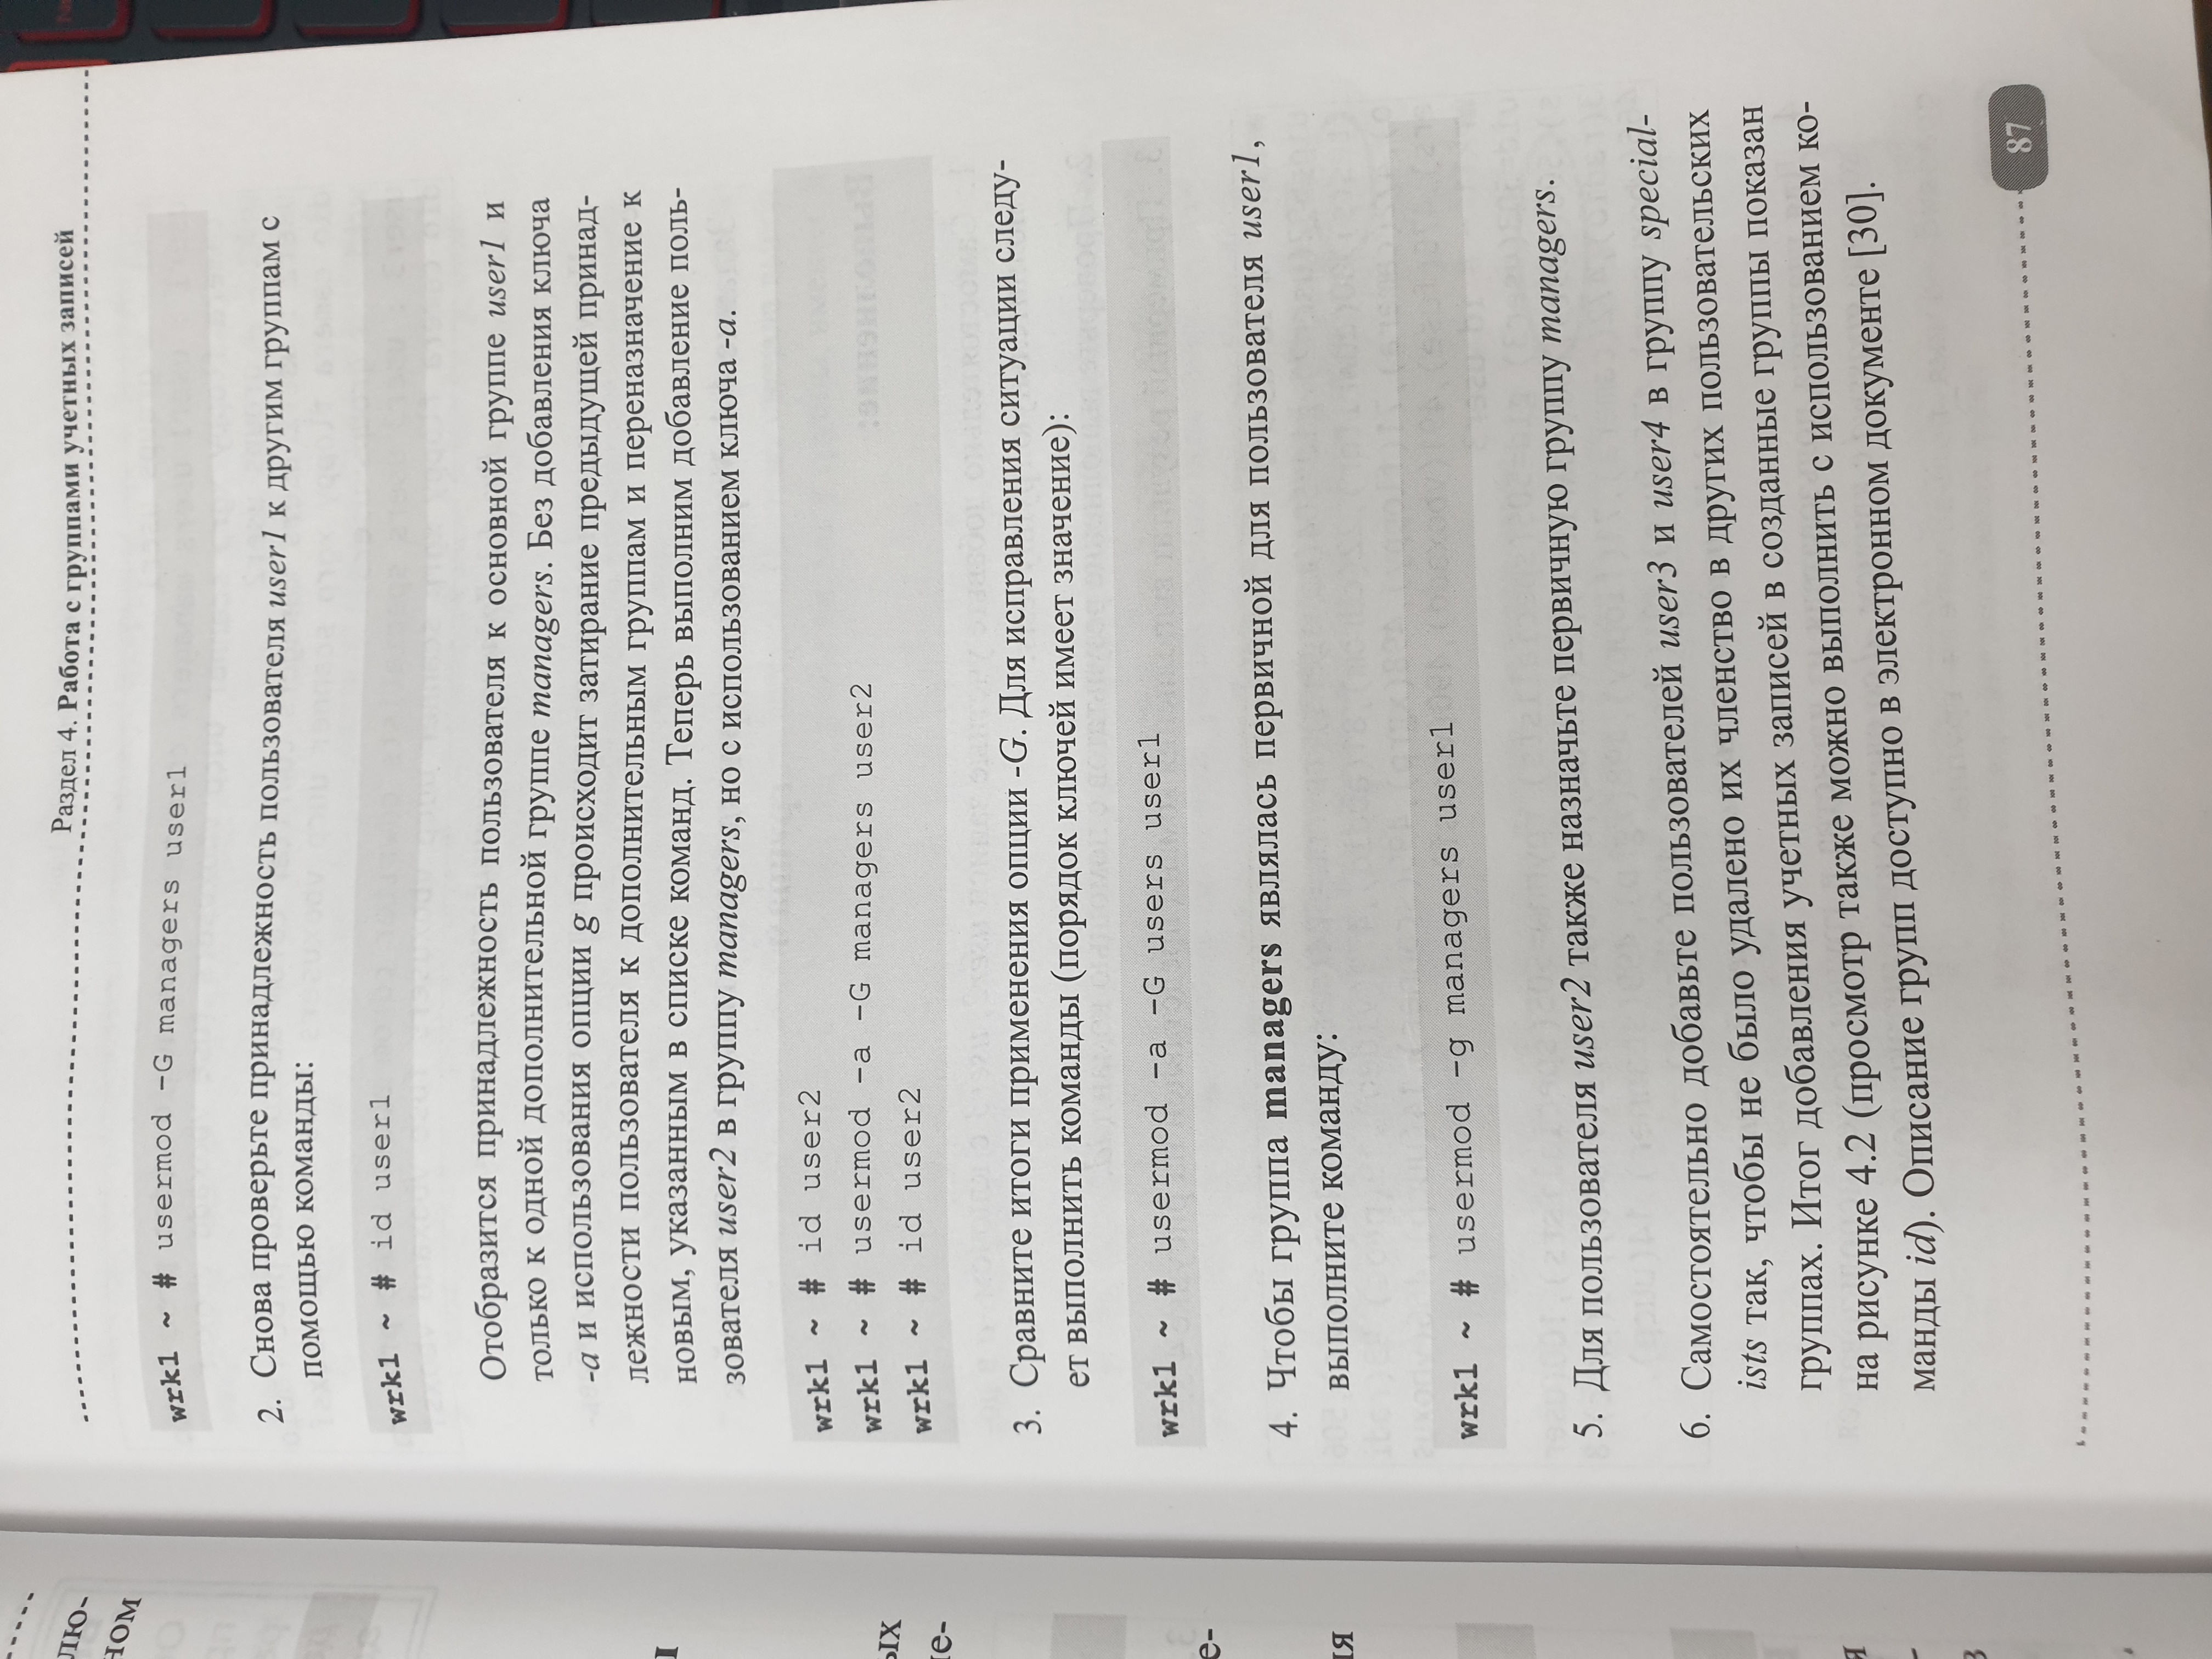 Раздел 4. Работа с группами учетных записей
wrk1 ~ # usermod -G managers user1
2. Снова проверьте принадлежность пользователя user1 к другим группам с
помощью команды:
wrk1 ~ # id user1
Отобразится принадлежность пользователя к основной группе user1 и
только к одной дополнительной группе managers. Без добавления ключа
-a и использования опции g происходит затирание предыдущей принад-
лежности пользователя к дополнительным группам и переназначение к
новым, указанным в списке команд. Теперь выполним добавление поль-
зователя user2 в группу managers, но с использованием ключа -a.
wrk1 ~ # id user2
wrk1 ~ # usermod -a -G managers user2
wrk1 ~ # id user2
3. Сравните итоги применения опции -G. Для исправления ситуации следу-
ет выполнить команды (порядок ключей имеет значение):
wrk1 ~ # usermod -a -G users user1
4. Чтобы группа managers являлась первичной для пользователя user1,
выполните команду:
wrk1 ~ # usermod -g managers user1
5. Для пользователя user2 также назначьте первичную группу managers.
6. Самостоятельно добавьте пользователей user3 и user4 в группу special-
ists так, чтобы не было удалено их членство в других пользовательских
группах. Итог добавления учетных записей в созданные группы показан
на рисунке 4.2 (просмотр также можно выполнить с использованием ко-
манды id). Описание групп доступно в электронном документе [30].
87